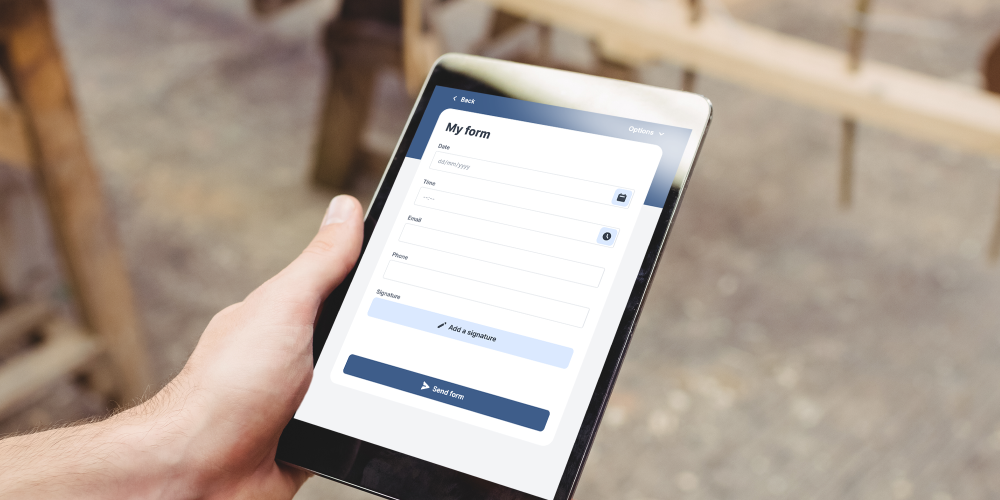 Back
Options
My form
Date
dd/mm/yyyy
Time
--:--
Email
Phone
Signature
Add a signature
Send form